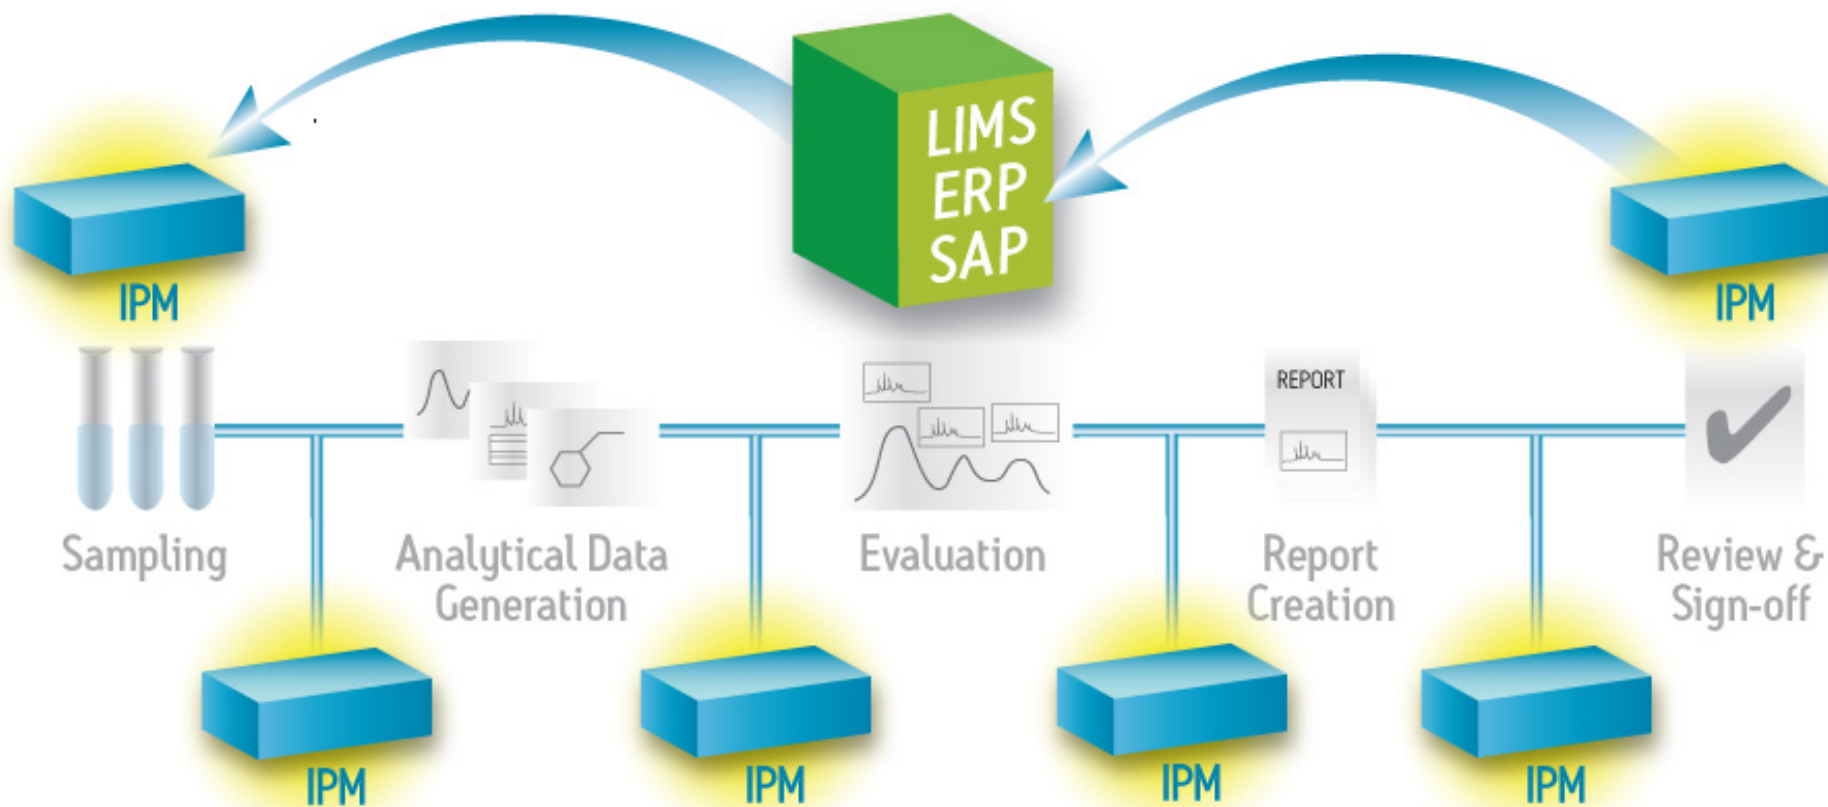 LIMS
ERP
SAP
IPM
IPM
REPORT
Sampling
Analytical Data
Generation
Evaluation
Report
Creation
Review &
Sign-off
IPM
IPM
IPM
IPM